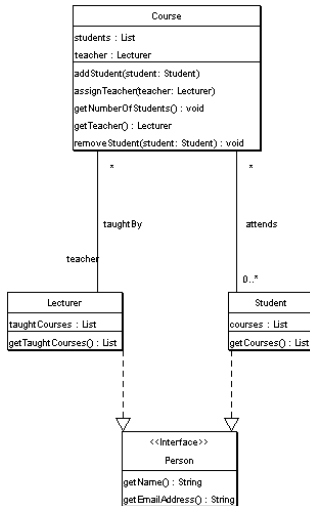 Course
students : List
teacher : Lecturer
addStudent(student: Student)
assignTeacher(teacher: Lecturer)
getNumberOfStudents() : void
getTeacher() : Lecturer
removeStudent(student: Student) : void
* *
taughtBy attends
teacher
0..*
Lecturer
taughtCourses : List
getTaughtCourses() : List
Student
courses : List
getCourses() : List
<<Interface>>
Person
getName() : String
getEmailAddress() : String